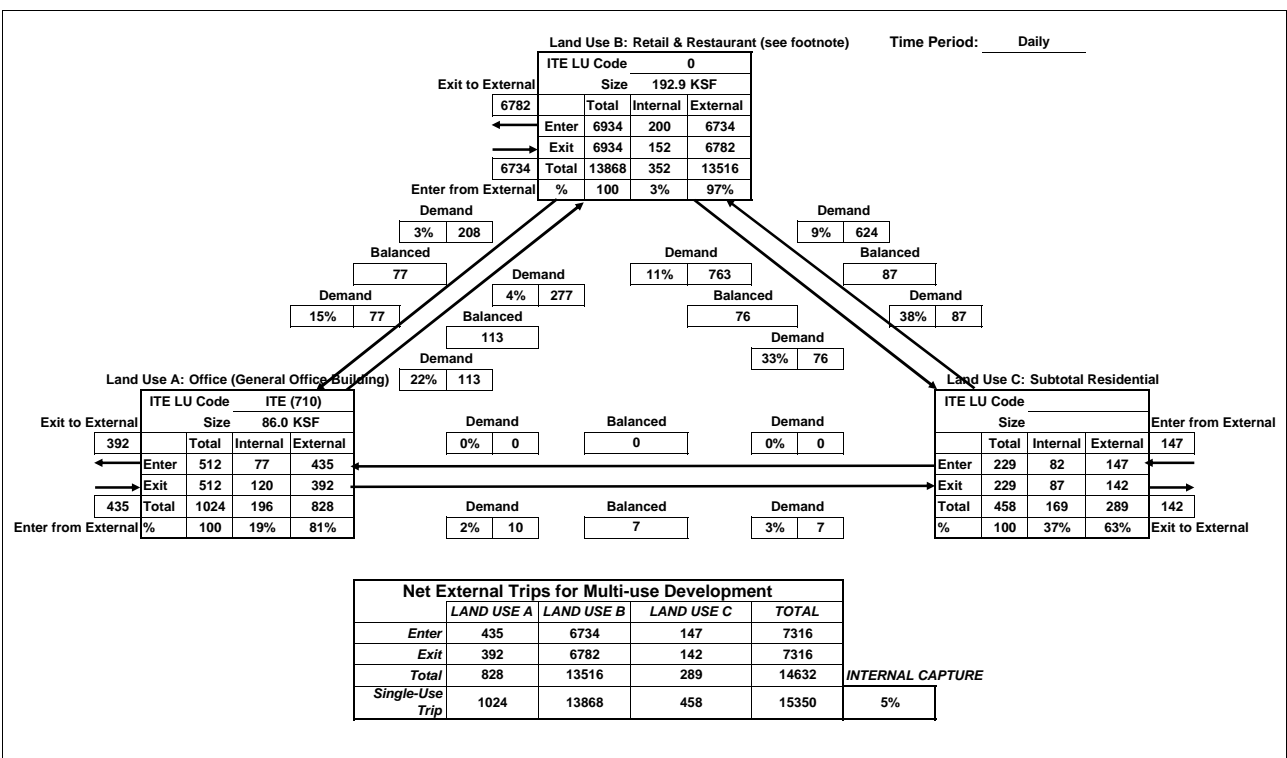 Land Use B: Retail & Restaurant (see footnote) Time Period: Daily
ITE LU Code 0
Exit to External Size 192.9 KSF
6782 Total Internal External
Enter 6934 200 6734
Exit 6934 152 6782
6734 Total 13868 352 13516
Enter from External % 100 3% 97%
Demand Demand
3% 208 9% 624
Balanced Demand Balanced
77 11% 763 87
Demand Demand Balanced Demand
15% 77 4% 277 76 38% 87
Balanced
113
Demand
33% 76
Demand
22% 113
Land Use A: Office (General Office Building) Land Use C: Subtotal Residential
ITE LU Code ITE (710) ITE LU Code
Exit to External Size 86.0 KSF Demand Balanced Demand Size Enter from External
392 Total Internal External 0% 0 0 0% 0 Total Internal External 147
Enter 512 77 435 Enter 229 82 147
Exit 512 120 392 Exit 229 87 142
435 Total 1024 196 828 Demand Balanced Demand Total 458 169 289 142
Enter from External % 100 19% 81% 2% 10 7 3% 7 % 100 37% 63% Exit to External
Net External Trips for Multi-use Development
LAND USE A LAND USE B LAND USE C TOTAL
Enter 435 6734 147 7316
Exit 392 6782 142 7316
Total 828 13516 289 14632 INTERNAL CAPTURE
Single-Use
Trip 1024 13868 458 15350 5%